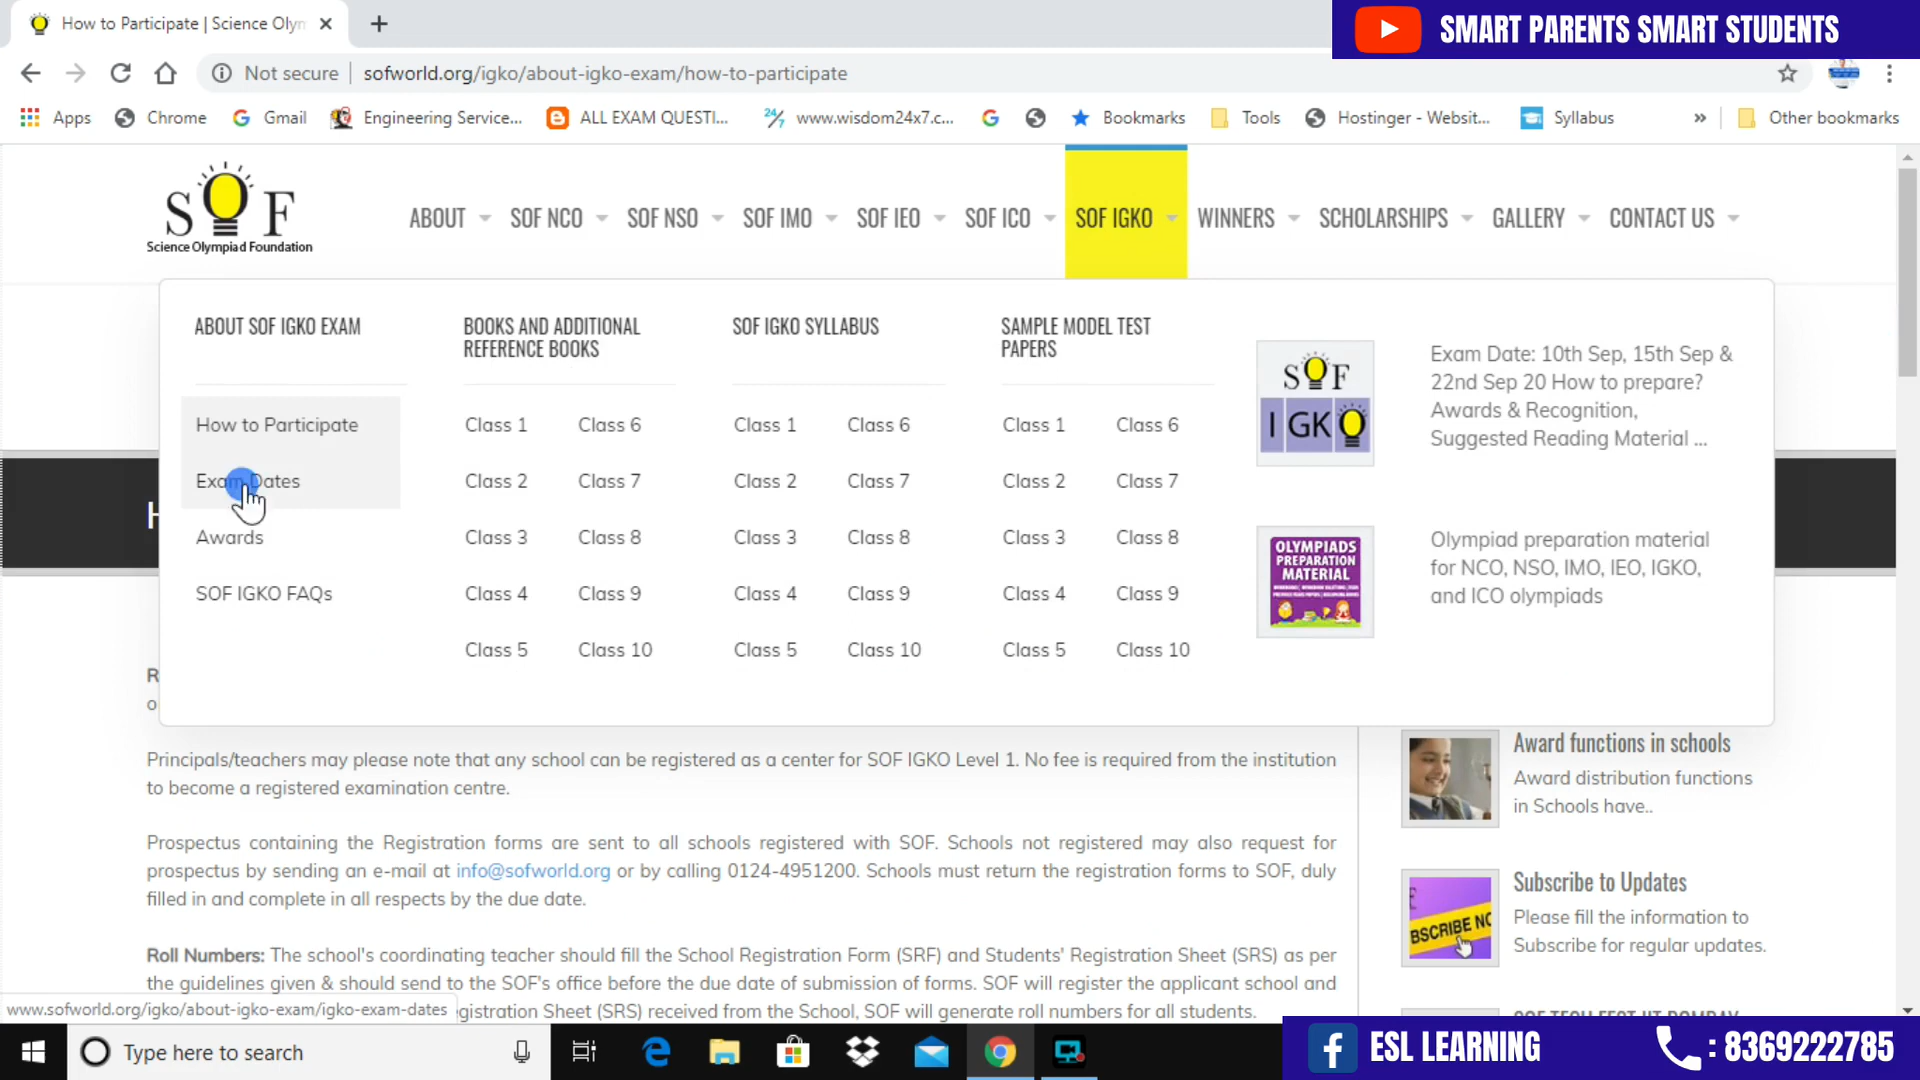 How to Participate | Science Olym
SMART PARENTS SMART STUDENTS
Not secure
sofworld.org/igko/about-igko-exam/how-to-participate
Apps
Chrome
Gmail
Engineering Service...
ALL EXAM QUESTI...
24/7
www.wisdom24x7.c...
Bookmarks
Tools
Hostinger - Websit...
Syllabus
»
Other bookmarks
SOF
Science Olympiad Foundation
ABOUT
SOF NCO
SOF NSO
SOF IMO
SOF IEO
SOF ICO
SOF IGKO
WINNERS
SCHOLARSHIPS
GALLERY
CONTACT US
ABOUT SOF IGKO EXAM
How to Participate
Exam Dates
Awards
SOF IGKO FAQs
BOOKS AND ADDITIONAL
REFERENCE BOOKS
Class 1 Class 6
Class 2 Class 7
Class 3 Class 8
Class 4 Class 9
Class 5 Class 10
SOF IGKO SYLLABUS
Class 1 Class 6
Class 2 Class 7
Class 3 Class 8
Class 4 Class 9
Class 5 Class 10
SAMPLE MODEL TEST
PAPERS
Class 1 Class 6
Class 2 Class 7
Class 3 Class 8
Class 4 Class 9
Class 5 Class 10
SOF
IGKO
Exam Date: 10th Sep, 15th Sep &
22nd Sep 20 How to prepare?
Awards & Recognition,
Suggested Reading Material ...
OLYMPIADS
PREPARATION
MATERIAL
Olympiad preparation material
for NCO, NSO, IMO, IEO, IGKO,
and ICO olympiads
H
R
o
Principals/teachers may please note that any school can be registered as a center for SOF IGKO Level 1. No fee is required from the institution
to become a registered examination centre.
Prospectus containing the Registration forms are sent to all schools registered with SOF. Schools not registered may also request for
prospectus by sending an e-mail at info@sofworld.org or by calling 0124-4951200. Schools must return the registration forms to SOF, duly
filled in and complete in all respects by the due date.
Roll Numbers: The school's coordinating teacher should fill the School Registration Form (SRF) and Students' Registration Sheet (SRS) as per
the guidelines given & should send to the SOF's office before the due date of submission of forms. SOF will register the applicant school and
gistration Sheet (SRS) received from the School, SOF will generate roll numbers for all students.
Award functions in schools
Award distribution functions
in Schools have..
BSCRIBE NO
Subscribe to Updates
Please fill the information to
Subscribe for regular updates.
www.sofworld.org/igko/about-igko-exam/igko-exam-dates
Type here to search
ESL LEARNING
: 8369222785